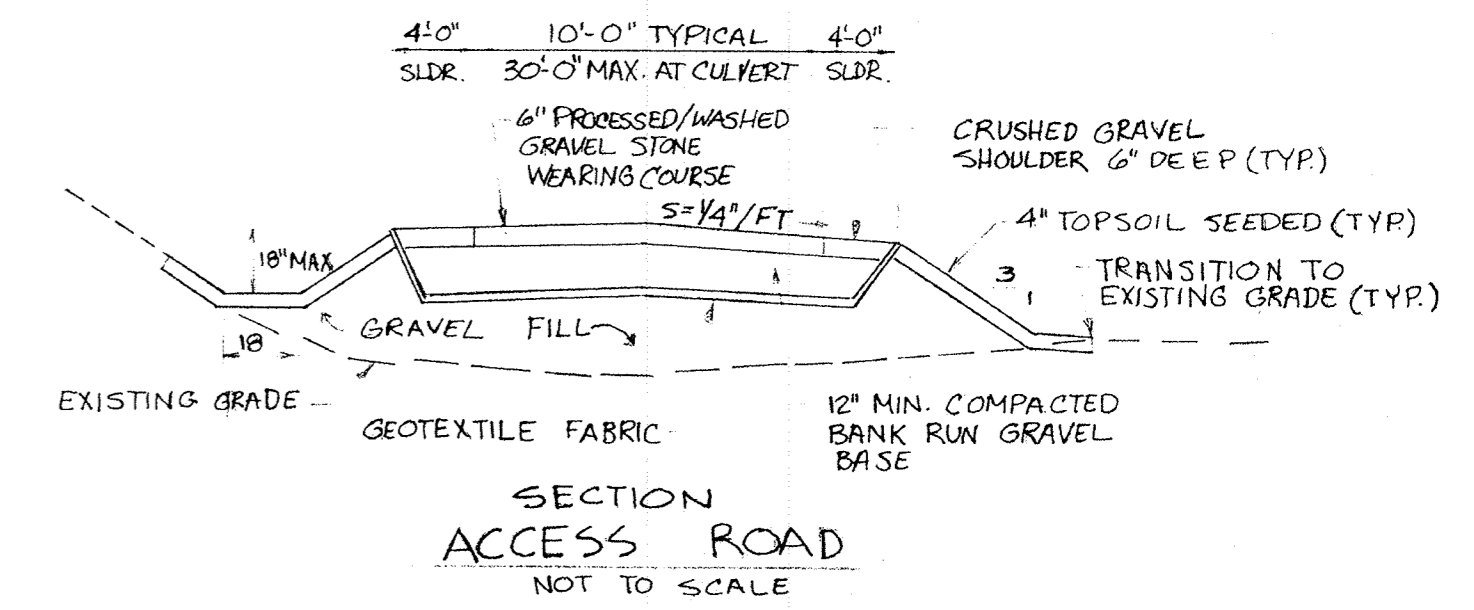 4'-0" 10'-0" TYPICAL 4'-0"
SLDR. 30'-0" MAX. AT CULVERT SLDR.
6" PROCESSED/WASHED
GRAVEL STONE
WEARING COURSE
CRUSHED GRAVEL
SHOULDER 6" DEEP (TYP.)
S=1/4"/FT
4" TOPSOIL SEEDED (TYP.)
18" MAX.
3
1
TRANSITION TO
EXISTING GRADE (TYP.)
GRAVEL FILL
18
EXISTING GRADE
GEOTEXTILE FABRIC
12" MIN. COMPACTED
BANK RUN GRAVEL
BASE
SECTION
ACCESS ROAD
NOT TO SCALE